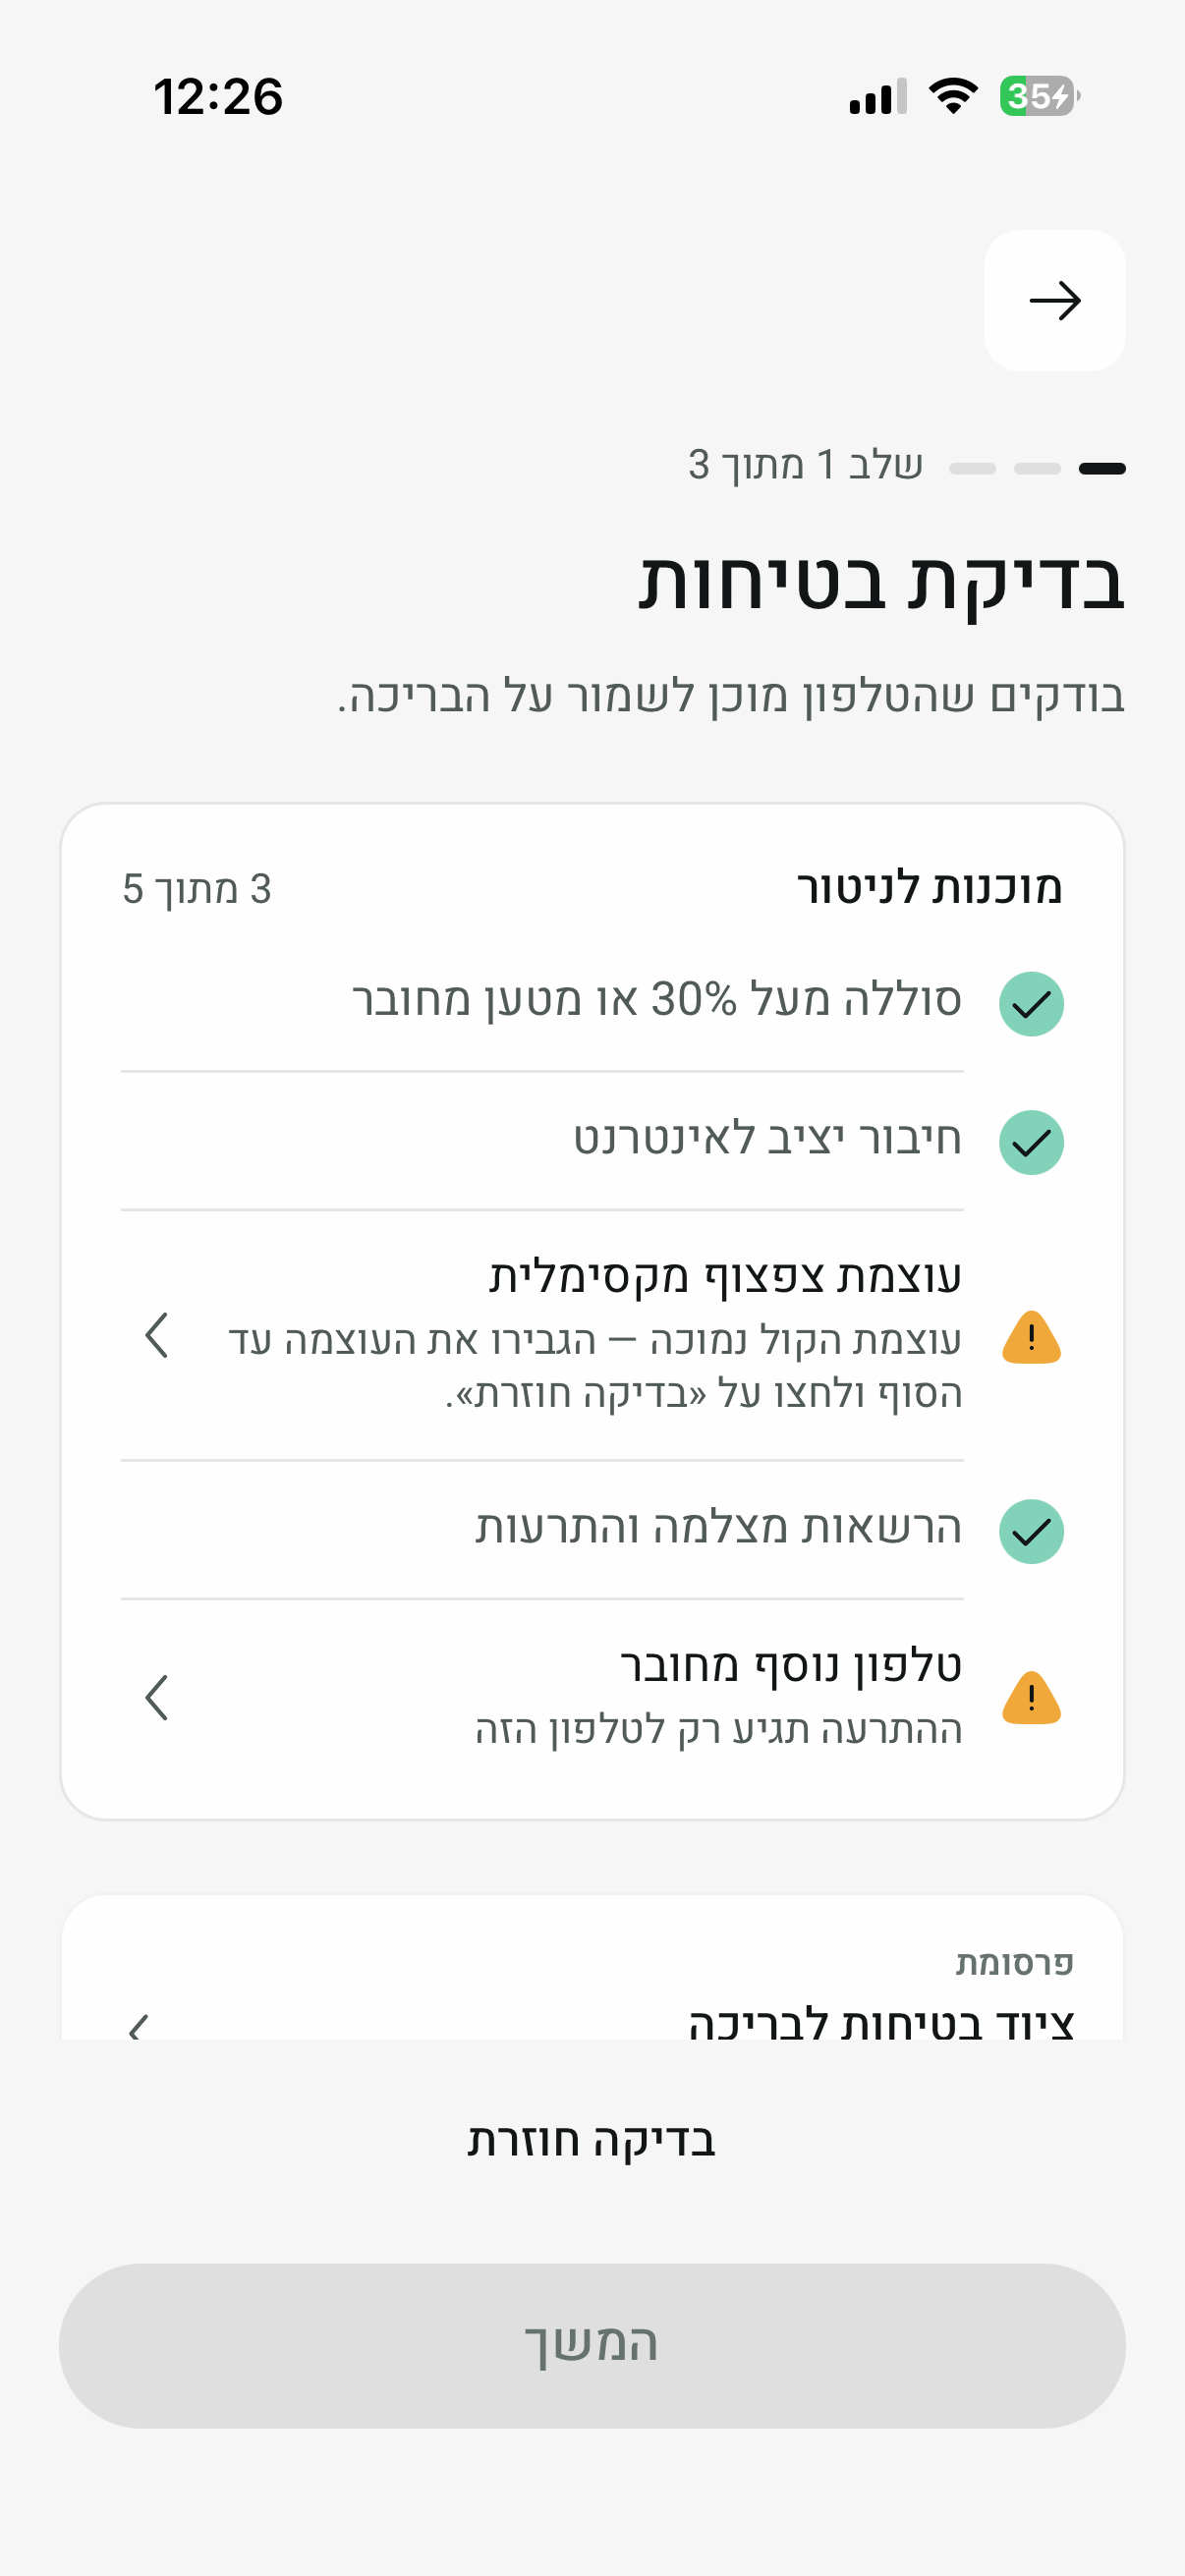 12:26
35
שלב 1 מתוך 3
בדיקת בטיחות
בודקים שהטלפון מוכן לשמור על הבריכה.
מוכנות לניטור
3 מתוך 5
סוללה מעל 30% או מטען מחובר
חיבור יציב לאינטרנט
עוצמת צפצוף מקסימלית
עוצמת הקול נמוכה — הגבירו את העוצמה עד
הסוף ולחצו על «בדיקה חוזרת».
הרשאות מצלמה והתרעות
טלפון נוסף מחובר
ההתרעה תגיע רק לטלפון הזה
פרסומת
ציוד בטיחות לבריכה
בדיקה חוזרת
המשך